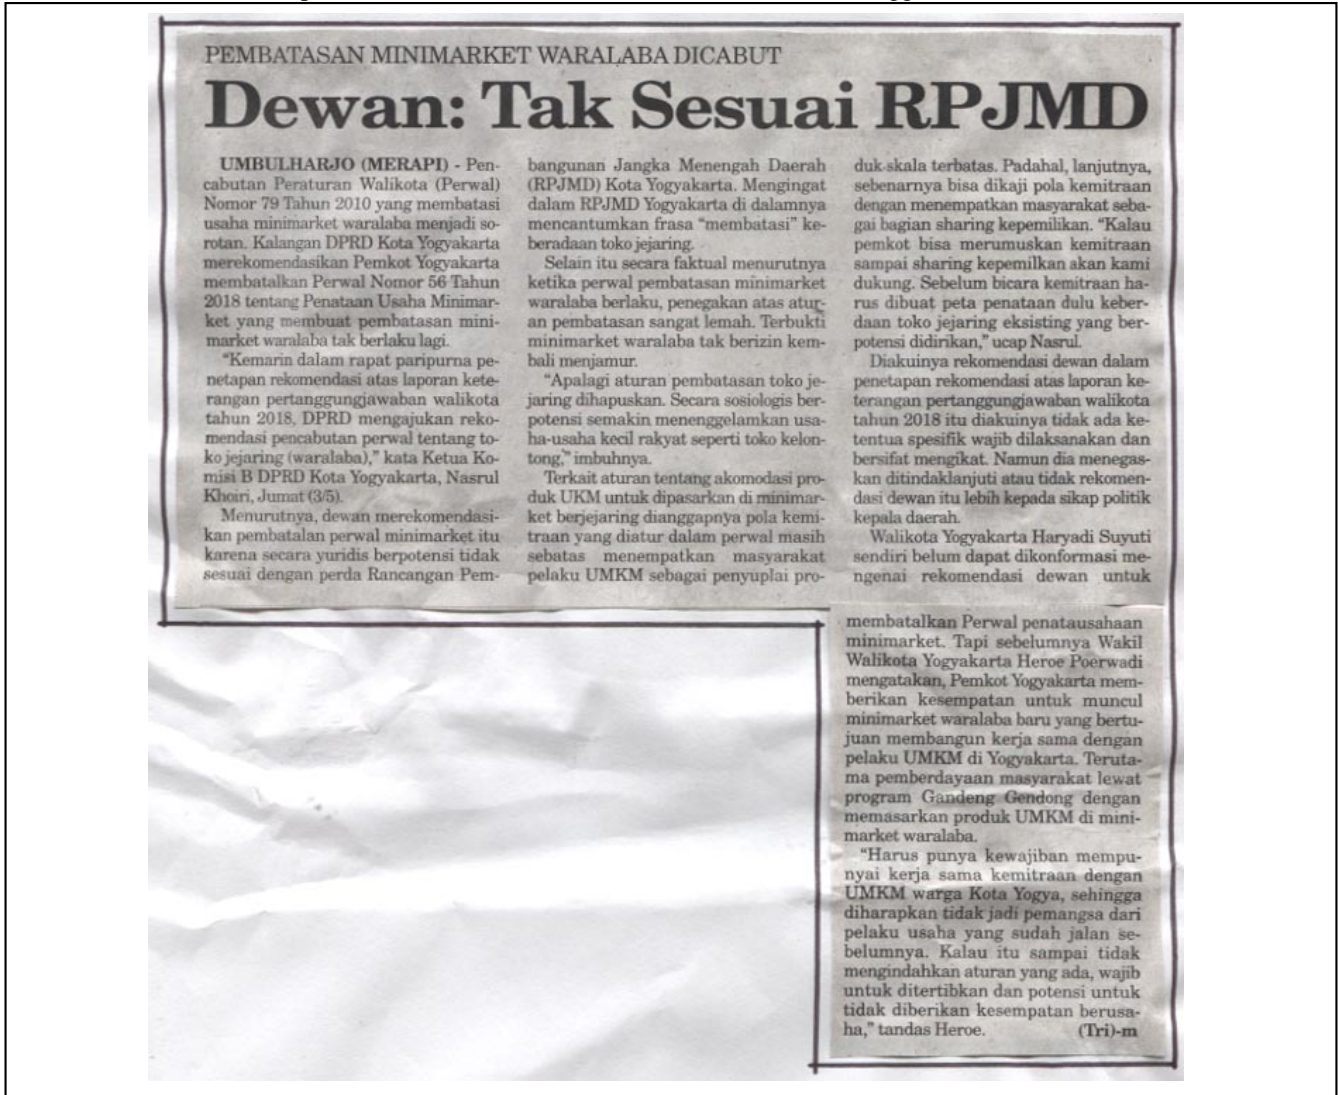 PEMBATASAN MINIMARKET WARALABA DICABUT
Dewan: Tak Sesuai RPJMD
UMBULHARJO (MERAPI) - Pen-
cabutan Peraturan Walikota (Perwal)
Nomor 79 Tahun 2010 yang membatasi
usaha minimarket waralaba menjadi so-
rotan. Kalangan DPRD Kota Yogyakarta
merekomendasikan Pemkot Yogyakarta
membatalkan Perwal Nomor 56 Tahun
2018 tentang Penataan Usaha Minimar-
ket yang membuat pembatasan mini-
market waralaba tak berlaku lagi.
"Kemarin dalam rapat paripurna pe-
netapan rekomendasi atas laporan kete-
rangan pertanggungjawaban walikota
tahun 2018, DPRD mengajukan reko-
mendasi pencabutan perwal tentang to-
ko jejaring (waralaba)," kata Ketua Ko-
misi B DPRD Kota Yogyakarta, Nasrul
Khoiri, Jumat (3/5).
Menurutnya, dewan merekomendasi-
kan pembatalan perwal minimarket itu
karena secara yuridis berpotensi tidak
sesuai dengan perda Rancangan Pem-
bangunan Jangka Menengah Daerah
(RPJMD) Kota Yogyakarta. Mengingat
dalam RPJMD Yogyakarta di dalamnya
mencantumkan frasa "membatasi" ke-
beradaan toko jejaring.
Selain itu secara faktual menurutnya
ketika perwal pembatasan minimarket
waralaba berlaku, penegakan atas atur-
an pembatasan sangat lemah. Terbukti
minimarket waralaba tak berizin kem-
bali menjamur.
"Apalagi aturan pembatasan toko je-
jaring dihapuskan. Secara sosiologis ber-
potensi semakin menenggelamkan usa-
ha-usaha kecil rakyat seperti toko kelon-
tong," imbuhnya.
Terkait aturan tentang akomodasi pro-
duk UKM untuk dipasarkan di minimar-
ket berjejaring dianggapnya pola kemi-
traan yang diatur dalam perwal masih
sebatas menempatkan masyarakat
pelaku UMKM sebagai penyuplai pro-
duk skala terbatas. Padahal, lanjutnya,
sebenarnya bisa dikaji pola kemitraan
dengan menempatkan masyarakat seba-
gai bagian sharing kepemilikan. "Kalau
pemkot bisa merumuskan kemitraan
sampai sharing kepemilkan akan kami
dukung. Sebelum bicara kemitraan ha-
rus dibuat peta penataan dulu keber-
daan toko jejaring eksisting yang ber-
potensi didirikan," ucap Nasrul.
Diakuinya rekomendasi dewan dalam
penetapan rekomendasi atas laporan ke-
terangan pertanggungjawaban walikota
tahun 2018 itu diakuinya tidak ada ke-
tentua spesifik wajib dilaksanakan dan
bersifat mengikat. Namun dia menegas-
kan ditindaklanjuti atau tidak rekomen-
dasi dewan itu lebih kepada sikap politik
kepala daerah.
Walikota Yogyakarta Haryadi Suyuti
sendiri belum dapat dikonformasi me-
ngenai rekomendasi dewan untuk
membatalkan Perwal penatausahaan
minimarket. Tapi sebelumnya Wakil
Walikota Yogyakarta Heroe Poerwadi
mengatakan, Pemkot Yogyakarta mem-
berikan kesempatan untuk muncul
minimarket waralaba baru yang bertu-
juan membangun kerja sama dengan
pelaku UMKM di Yogyakarta. Teruta-
ma pemberdayaan masyarakat lewat
program Gandeng Gendong dengan
memasarkan produk UMKM di mini-
market waralaba.
"Harus punya kewajiban mempu-
nyai kerja sama kemitraan dengan
UMKM warga Kota Yogya, sehingga
diharapkan tidak jadi pemangsa dari
pelaku usaha yang sudah jalan se-
belumnya. Kalau itu sampai tidak
mengindahkan aturan yang ada, wajib
untuk ditertibkan dan potensi untuk
tidak diberikan kesempatan berusa-
ha," tandas Heroe. (Tri)-m